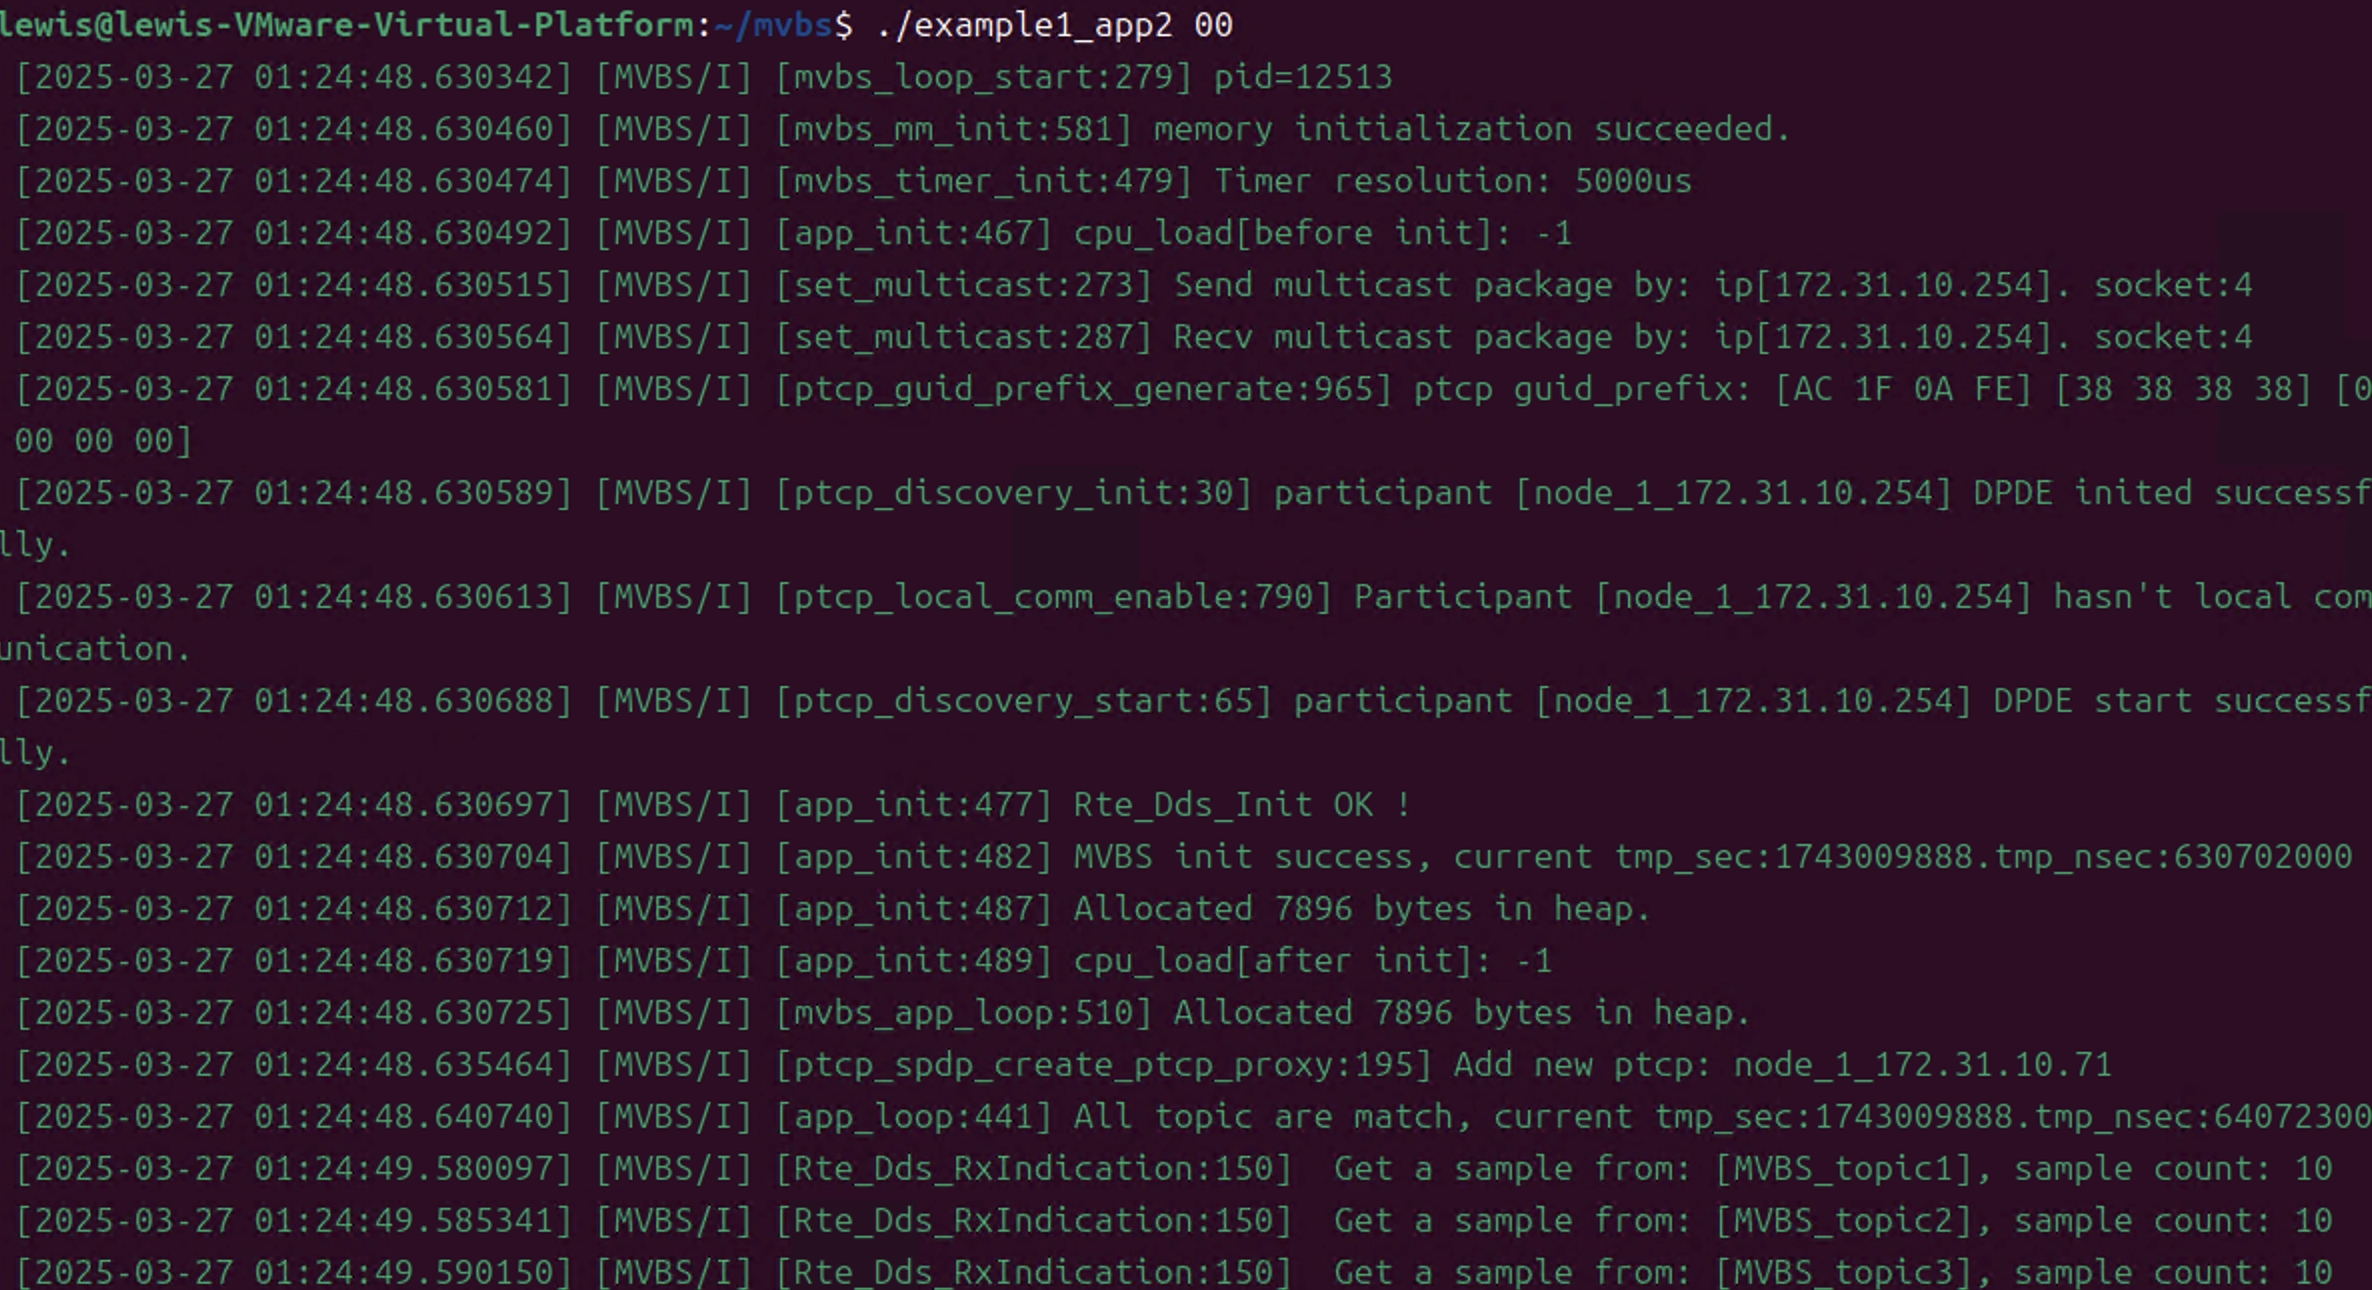 lewis@lewis-VMware-Virtual-Platform:~/mvbs$ ./example1_app2 00
[2025-03-27 01:24:48.630342] [MVBS/I] [mvbs_loop_start:279] pid=12513
[2025-03-27 01:24:48.630460] [MVBS/I] [mvbs_mm_init:581] memory initialization succeeded.
[2025-03-27 01:24:48.630474] [MVBS/I] [mvbs_timer_init:479] Timer resolution: 5000us
[2025-03-27 01:24:48.630492] [MVBS/I] [app_init:467] cpu_load[before init]: -1
[2025-03-27 01:24:48.630515] [MVBS/I] [set_multicast:273] Send multicast package by: ip[172.31.10.254]. socket:4
[2025-03-27 01:24:48.630564] [MVBS/I] [set_multicast:287] Recv multicast package by: ip[172.31.10.254]. socket:4
[2025-03-27 01:24:48.630581] [MVBS/I] [ptcp_guid_prefix_generate:965] ptcp guid_prefix: [AC 1F 0A FE] [38 38 38 38] [0
00 00 00]
[2025-03-27 01:24:48.630589] [MVBS/I] [ptcp_discovery_init:30] participant [node_1_172.31.10.254] DPDE inited successf
lly.
[2025-03-27 01:24:48.630613] [MVBS/I] [ptcp_local_comm_enable:790] Participant [node_1_172.31.10.254] hasn't local com
unication.
[2025-03-27 01:24:48.630688] [MVBS/I] [ptcp_discovery_start:65] participant [node_1_172.31.10.254] DPDE start successf
lly.
[2025-03-27 01:24:48.630697] [MVBS/I] [app_init:477] Rte_Dds_Init OK !
[2025-03-27 01:24:48.630704] [MVBS/I] [app_init:482] MVBS init success, current tmp_sec:1743009888.tmp_nsec:630702000
[2025-03-27 01:24:48.630712] [MVBS/I] [app_init:487] Allocated 7896 bytes in heap.
[2025-03-27 01:24:48.630719] [MVBS/I] [app_init:489] cpu_load[after init]: -1
[2025-03-27 01:24:48.630725] [MVBS/I] [mvbs_app_loop:510] Allocated 7896 bytes in heap.
[2025-03-27 01:24:48.635464] [MVBS/I] [ptcp_spdp_create_ptcp_proxy:195] Add new ptcp: node_1_172.31.10.71
[2025-03-27 01:24:48.640740] [MVBS/I] [app_loop:441] All topic are match, current tmp_sec:1743009888.tmp_nsec:64072300
[2025-03-27 01:24:49.580097] [MVBS/I] [Rte_Dds_RxIndication:150]  Get a sample from: [MVBS_topic1], sample count: 10
[2025-03-27 01:24:49.585341] [MVBS/I] [Rte_Dds_RxIndication:150]  Get a sample from: [MVBS_topic2], sample count: 10
[2025-03-27 01:24:49.590150] [MVBS/I] [Rte_Dds_RxIndication:150]  Get a sample from: [MVBS_topic3], sample count: 10